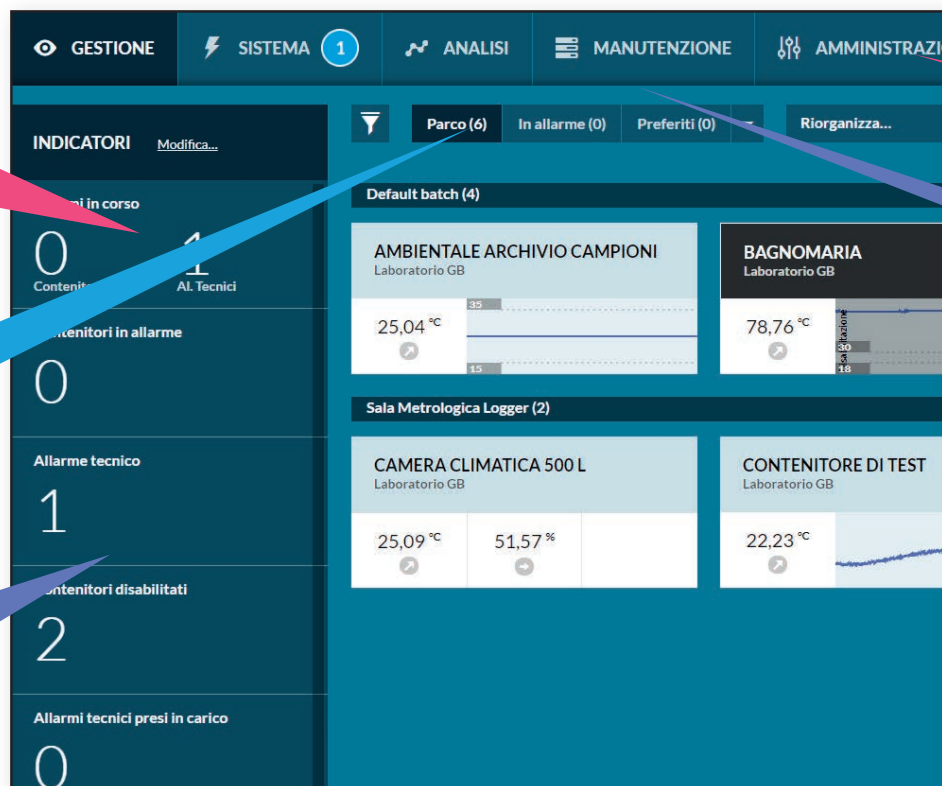 GESTIONE
SISTEMA 1
ANALISI
MANUTENZIONE
AMMINISTRAZI
INDICATORI Modifica...
Parco (6)
In allarme (0)
Preferiti (0)
Riorganizza...
in corso
0 1
Al. Tecnici
in allarme
0
Allarme tecnico
1
disabilitati
2
Allarmi tecnici presi in carico
0
Default batch (4)
AMBIENTALE ARCHIVIO CAMPIONI
Laboratorio GB
25,04 °C
35
15
BAGNOMARIA
Laboratorio GB
78,76 °C
30
18
Sala Metrologica Logger (2)
CAMERA CLIMATICA 500 L
Laboratorio GB
25,09 °C
51,57 %
CONTENITORE DI TEST
Laboratorio GB
22,23 °C